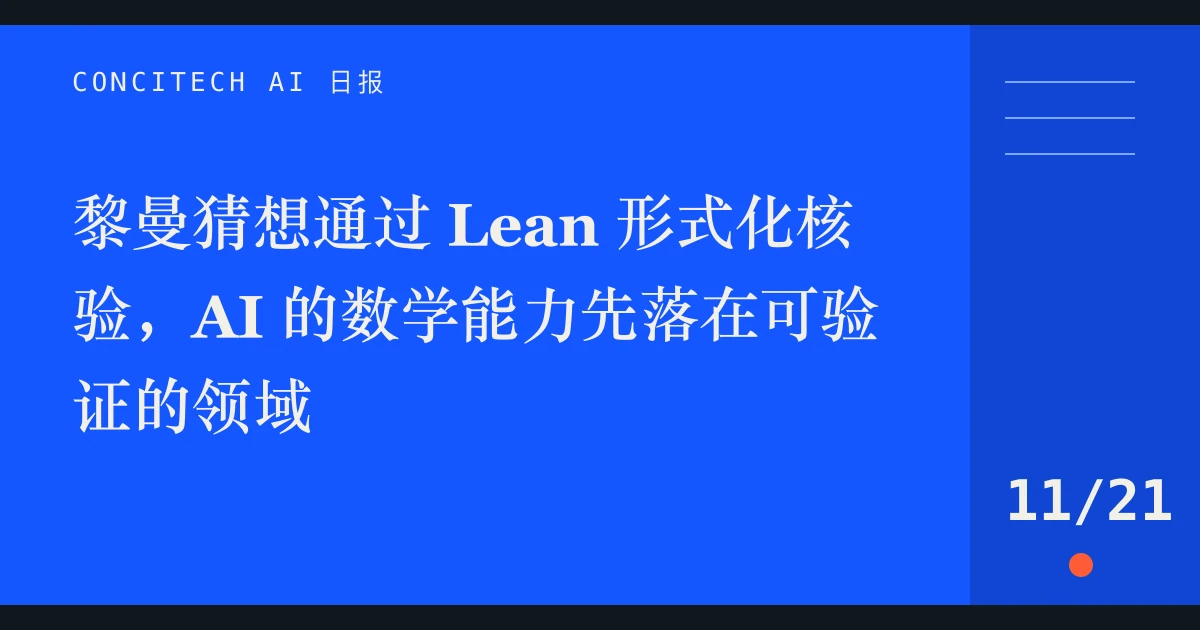 CONCITECH AI 日报
黎曼猜想通过 Lean 形式化核
验，AI 的数学能力先落在可验
证的领域
11/21